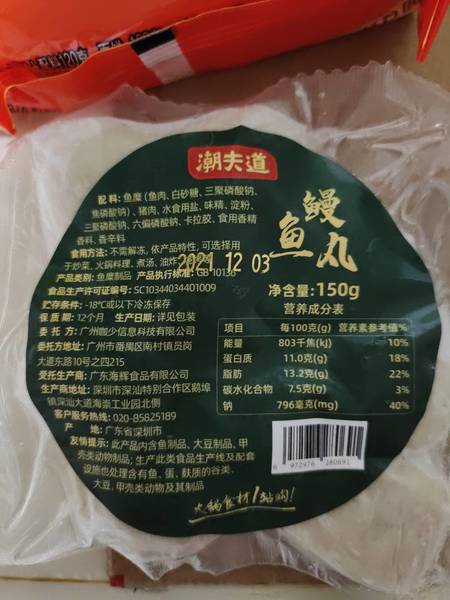 潮夫道
鳗鱼丸
配料: 鱼糜 (鱼肉, 白砂糖, 三聚磷酸钠,
焦磷酸钠)、猪肉, 水食用盐, 味精, 淀粉,
三聚磷酸钠, 六偏磷酸钠, 卡拉胶, 食用香精
香料, 香辛料
食用方法: 不需解冻, 依产品特性, 可选择用
于炒菜, 火锅料理, 煮汤, 油炸
2021 12 03
产品类别: 鱼糜制品 产品执行标准: GB 10136
食品生产许可证编号: SC10344034401009
贮存条件: -18℃或以下冷冻保存
保质期: 12个月 生产日期: 详见包装
委托方: 广州咖少信息科技有限公司
委托方地址: 广州市番禺区南村镇员岗
大道东路10号之四215
受托生产商: 广东海辉食品有限公司
生产商地址: 深圳市深汕特别合作区鹅埠
镇深汕大道海崇工业园北侧
客户服务热线: 020-85625189
产地: 广东省深圳市
友情提示: 此产品内含鱼制品, 大豆制品, 甲
壳类动物制品; 生产此类食品生产线及配套
设施也处理含有鱼, 蛋, 麸质的谷类,
大豆, 甲壳类动物及其制品
净含量: 150g
营养成分表
项目 每100克(g) 营养素参考值%
能量 803千焦(kJ) 10%
蛋白质 11.0克(g) 18%
脂肪 13.2克(g) 22%
碳水化合物 7.5克(g) 3%
钠 796毫克(mg) 40%
6 972976 280691
火锅食材1站购!